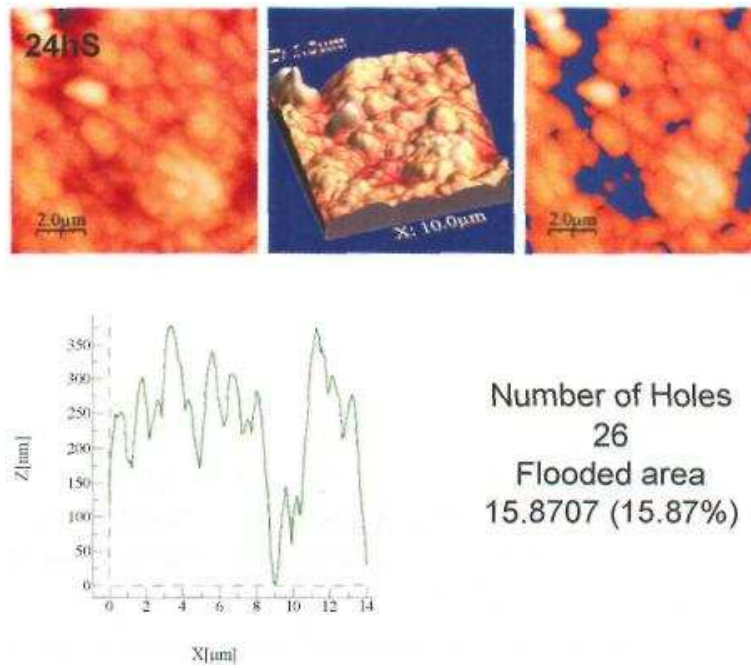 24hS
2.0µm
X: 10.0µm
2.0µm
350
300
250
200
150
100
50
0
Z[nm]
0 2 4 6 8 10 12 14
X[µm]
Number of Holes
26
Flooded area
15.8707 (15.87%)